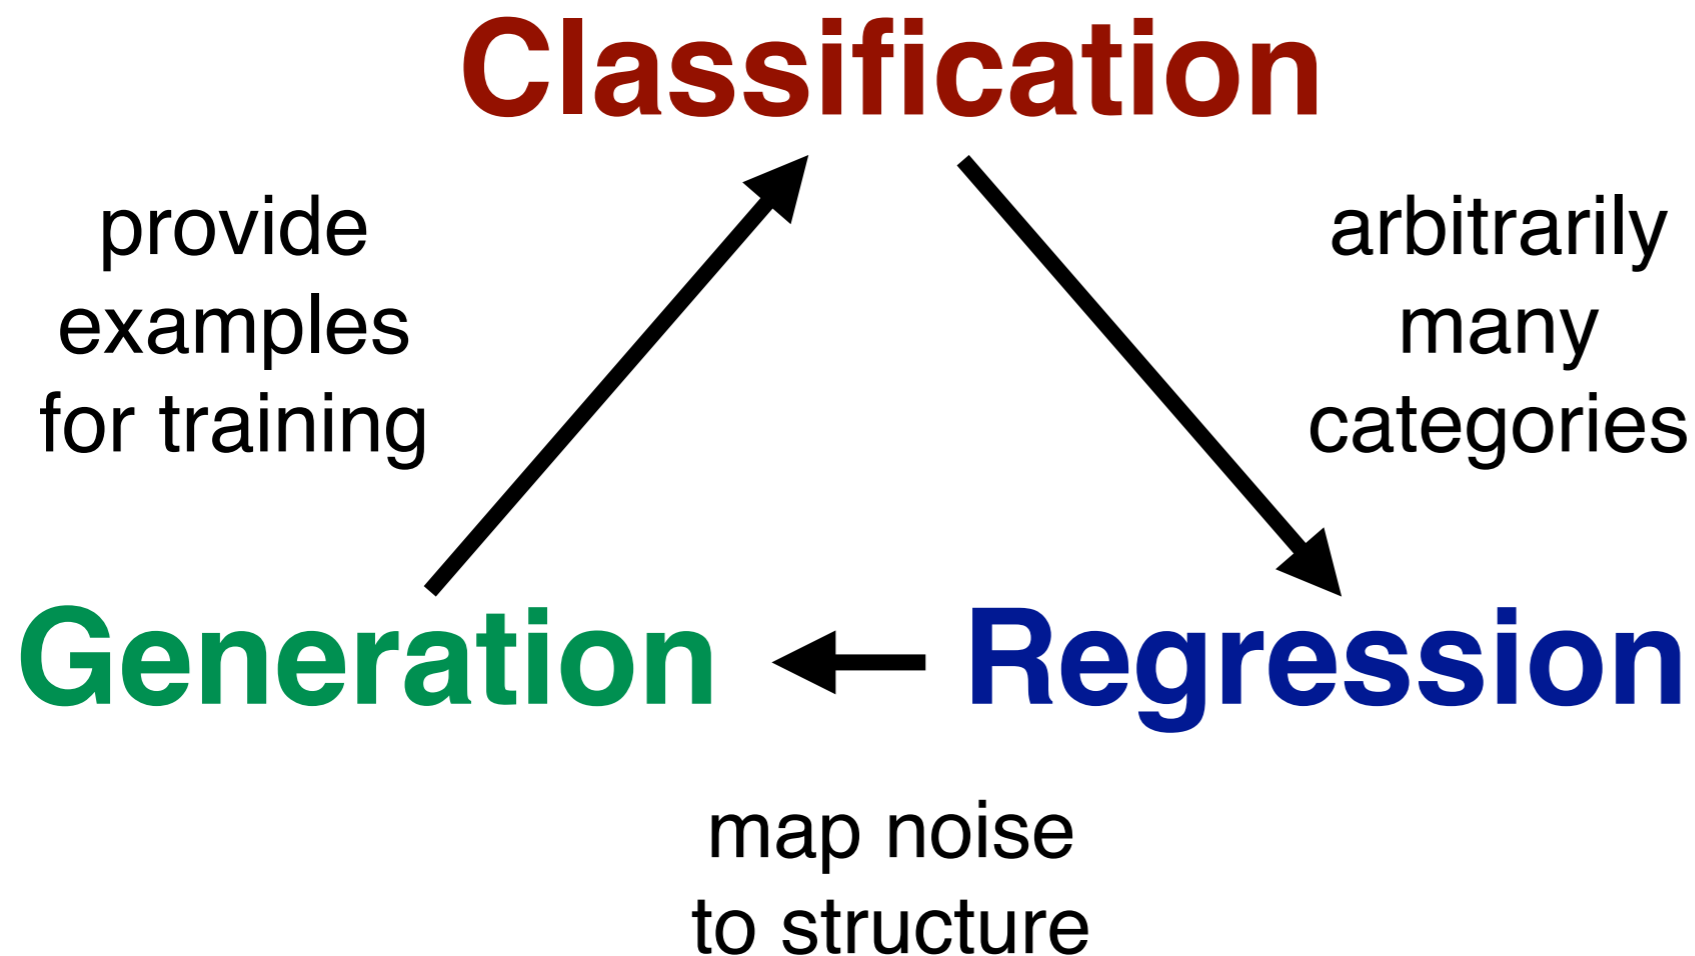 Classification
provide
examples
for training
arbitrarily
many
categories
Generation
Regression
map noise
to structure